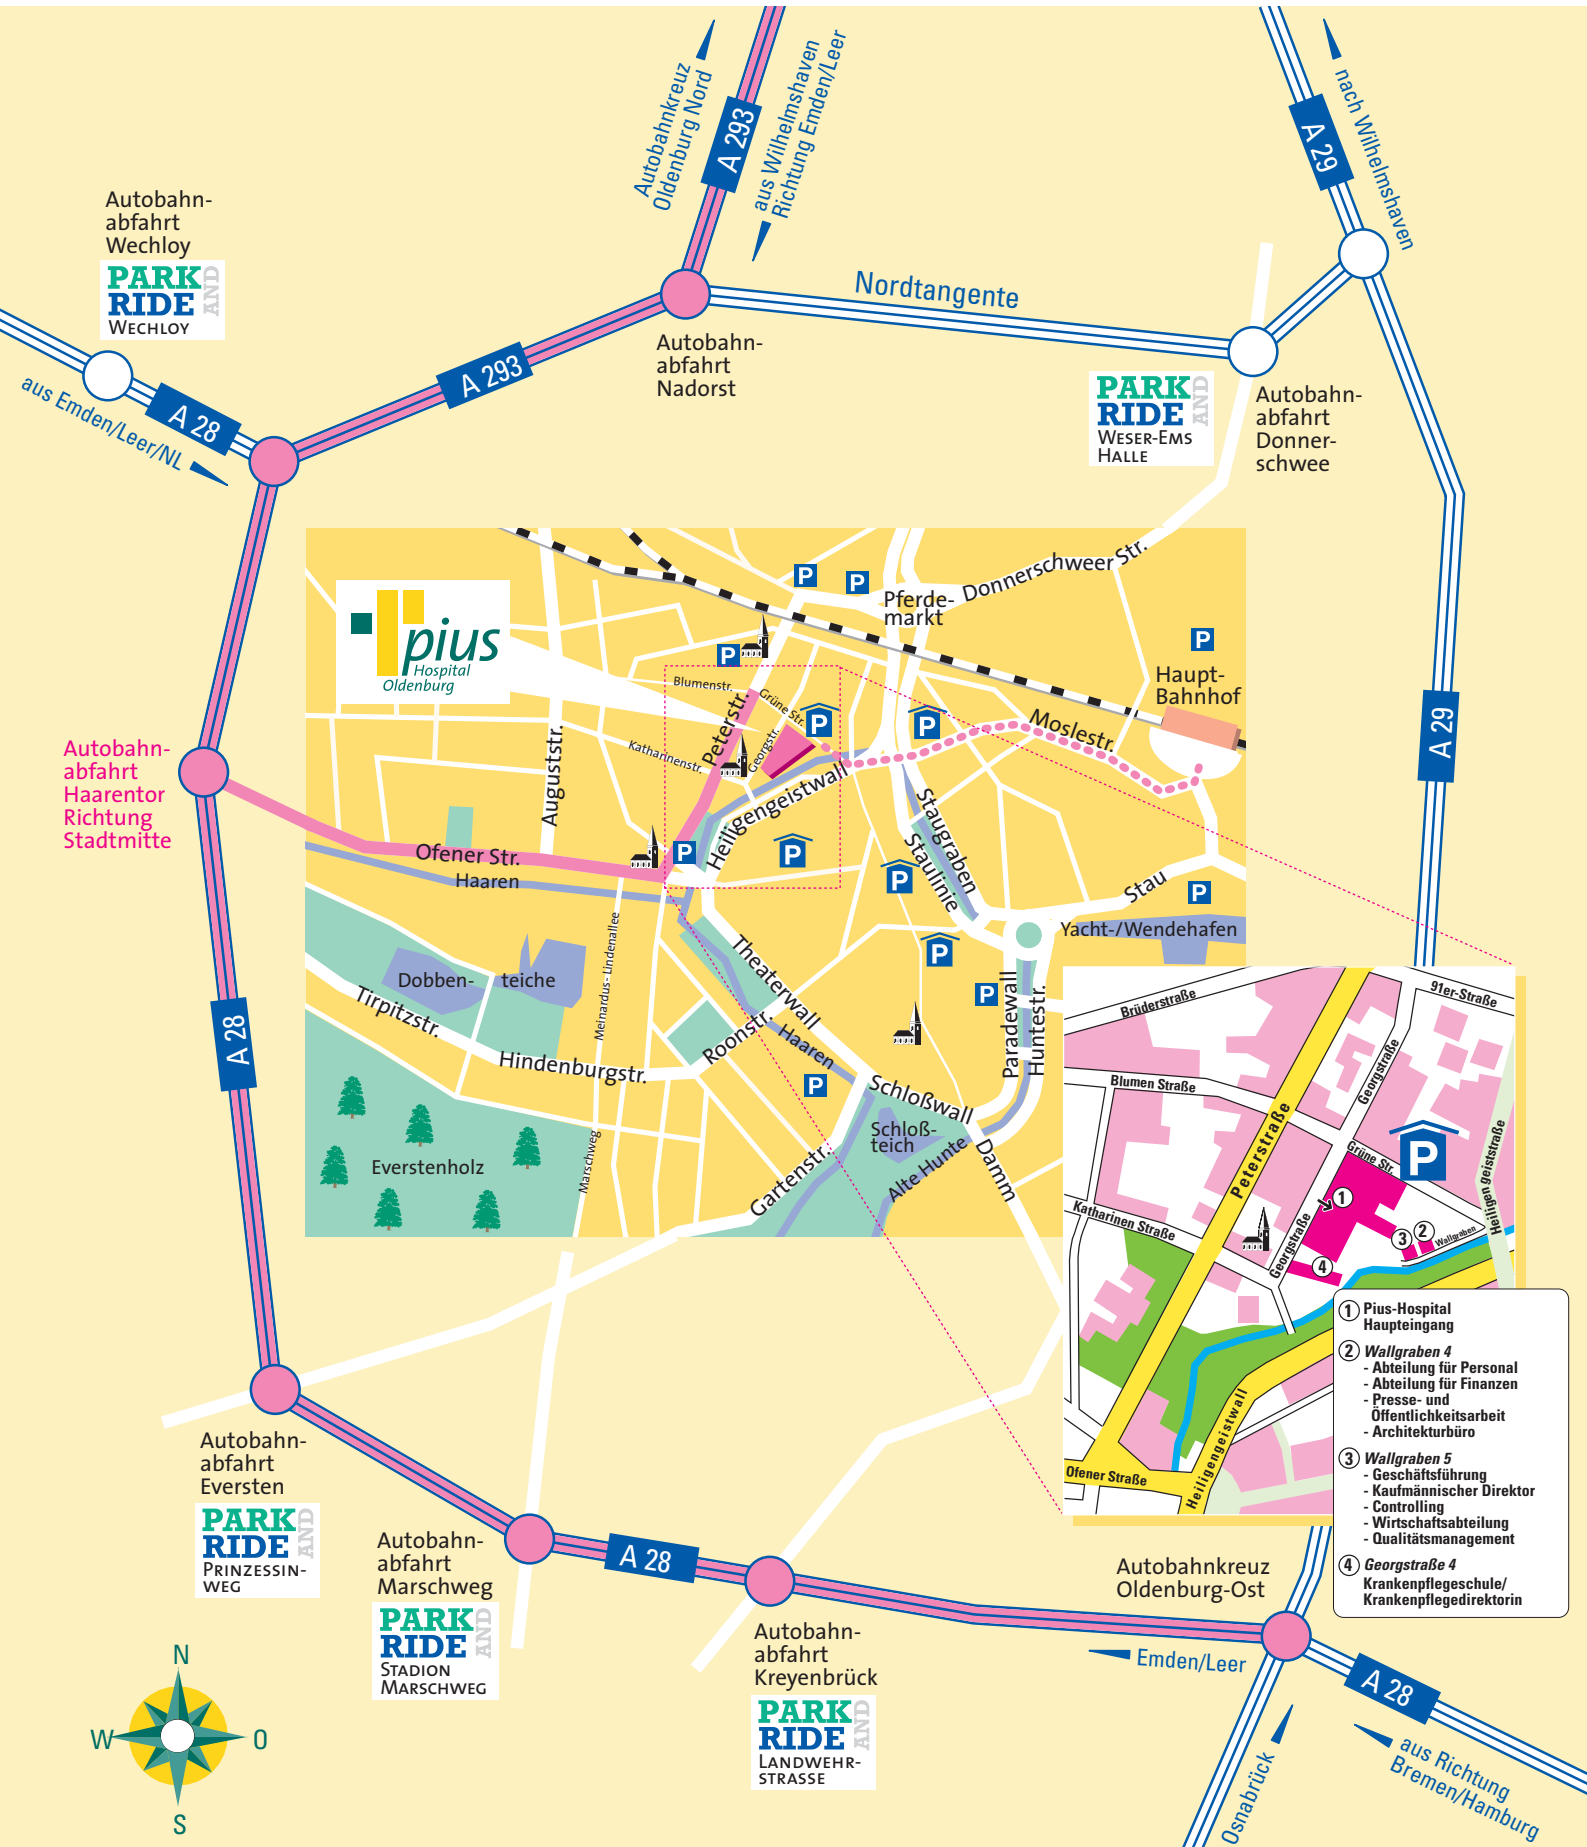 Autobahnkreuz
Oldenburg Nord
A 293
aus Wilhelmshaven
Richtung Emden/Leer
A 29
nach Wilhelmshaven
Autobahn-
abfahrt
Wechloy
PARK
AND
RIDE
WECHLOY
aus Emden/Leer/NL
A 28
A 293
Autobahn-
abfahrt
Nadorst
Nordtangente
PARK
AND
RIDE
WESER-EMS
HALLE
Autobahn-
abfahrt
Donner-
schwee
pius
Hospital
Oldenburg
P
P
Pferde-
markt
Donnerschweer Str.
P
P
Haupt-
Bahnhof
Blumenstr.
Grüne Str.
Peterstr.
Georgstr.
Katharinenstr.
P
P
Moslestr.
Auguststr.
Heiligengeistwall
Staugraben
Staulinie
Autobahn-
abfahrt
Haarentor
Richtung
Stadtmitte
A 29
Ofener Str.
Haaren
P
P
P
Stau
P
Yacht-/Wendehafen
Meinardus-Lindenallee
Theaterwall
P
P
Dobben-
teiche
Tirpitzstr.
Hindenburgstr.
Roonstr.
Haaren
P
Paradewall
Huntestr.
Schloßwall
Schloß-
teich
Alte Hunte
Damm
Gartenstr.
Marschweg
Everstenholz
A 28
Brüderstraße
91er-Straße
Blumen Straße
Georgstraße
Peterstraße
P
Grüne Str.
Heiligen geiststraße
Katharinen Straße
Georgstraße
1
2
3
4
Wallgraben
Ofener Straße
Heiligengeistwall
1 Pius-Hospital
Haupteingang
2 Wallgraben 4
- Abteilung für Personal
- Abteilung für Finanzen
- Presse- und
Öffentlichkeitsarbeit
- Architekturbüro
3 Wallgraben 5
- Geschäftsführung
- Kaufmännischer Direktor
- Controlling
- Wirtschaftsabteilung
- Qualitätsmanagement
4 Georgstraße 4
Krankenpflegeschule/
Krankenpflegedirektorin
Autobahn-
abfahrt
Eversten
PARK
AND
RIDE
PRINZESSIN-
WEG
Autobahn-
abfahrt
Marschweg
PARK
AND
RIDE
STADION
MARSCHWEG
A 28
Autobahn-
abfahrt
Kreyenbrück
PARK
AND
RIDE
LANDWEHR-
STRASSE
Autobahnkreuz
Oldenburg-Ost
Emden/Leer
A 28
aus Richtung
Bremen/Hamburg
Osnabrück
N
W
O
S